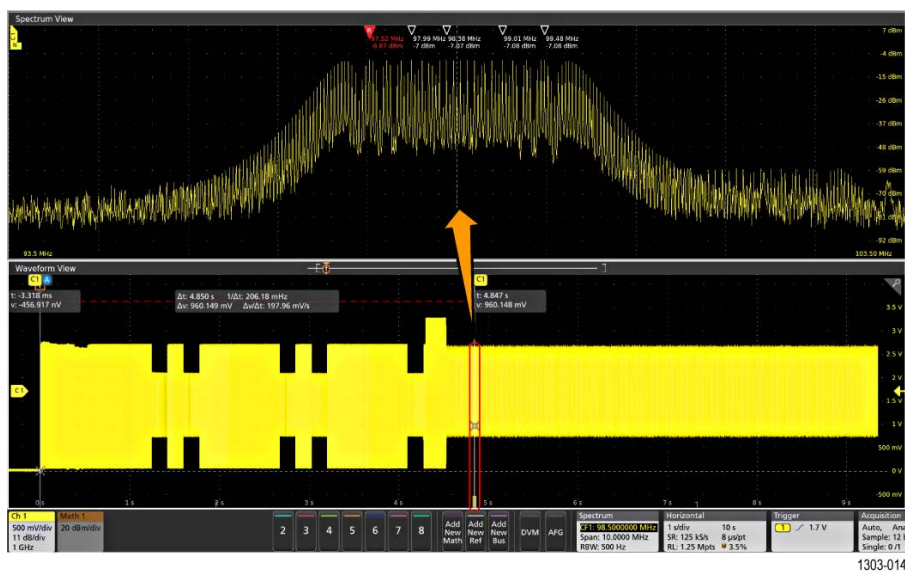 Spectrum View
7 dBm
97.52 MHz 97.99 MHz 98.38 MHz 99.01 MHz 99.48 MHz
-6.87 dBm -7 dBm -7.07 dBm -7.08 dBm -7.08 dBm
-4 dBm
-15 dBm
-26 dBm
-37 dBm
-48 dBm
-59 dBm
-70 dBm
-81 dBm
-92 dBm
93.5 MHz 103.50 MHz
Waveform View
C1 C1
t: -3.318 ms Δt: 4.850 s 1/Δt: 206.18 mHz t: 4.847 s
v: -456.917 mV Δv: 960.149 mV Δv/Δt: 197.96 mV/s v: 960.148 mV
3.5 V
3 V
2.5 V
2 V
C1
1.5 V
1 V
500 mV
0 V
-500 mV
0 s 1 s 2 s 3 s 4 s 5 s 6 s 7 s 8 s 9 s
Ch 1 Math 1 Spectrum Horizontal Trigger Acquisition
500 mV/div 20 dBm/div 2 3 4 5 6 7 8 Add New Math Add New Ref Add New Bus DVM AFG CF1: 98.5000000 MHz 1 s/div 10 s 1 1.7 V Auto, Ana
11 dB/div Span: 10.0000 MHz SR: 125 kS/s 8 µs/pt Sample: 12 b
1 GHz RBW: 500 Hz RL: 1.25 Mpts 3.5% Single: 0 /1
1303-014